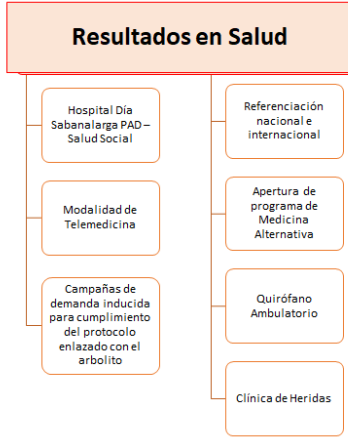 Resultados en Salud
Hospital Día
Sabanalarga PAD –
Salud Social
Modalidad de
Telemedicina
Campañas de
demanda inducida
para cumplimiento
del protocolo
enlazado con el
arbolito
Referenciación
nacional e
internacional
Apertura de
programa de
Medicina
Alternativa
Quirófano
Ambulatorio
Clínica de Heridas